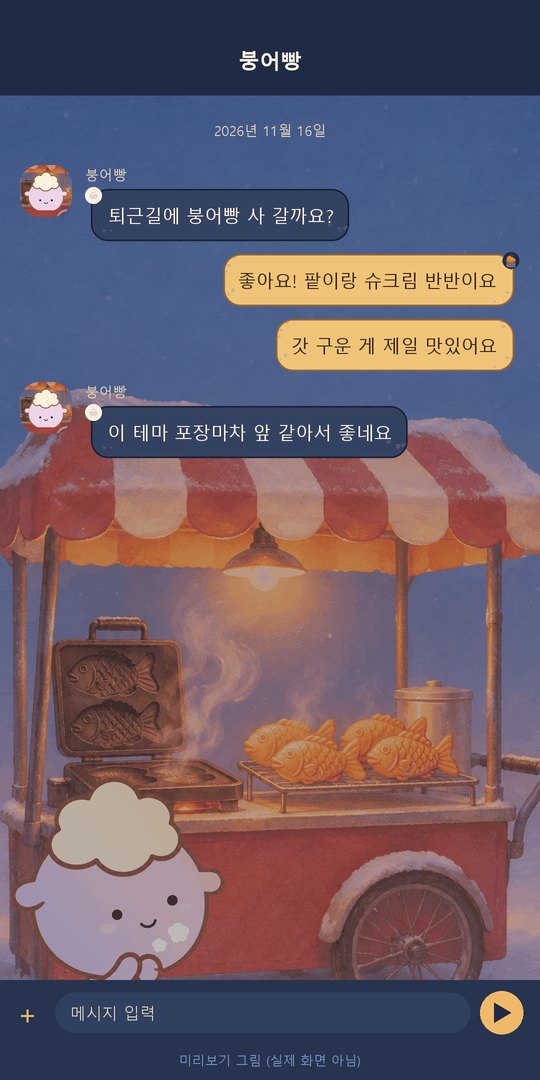 붕어빵
2026년 11월 16일
붕어빵
퇴근길에 붕어빵 사 갈까요?
좋아요! 팥이랑 슈크림 반반이요
갓 구운 게 제일 맛있어요
붕어빵
이 테마 포장마차 앞 같아서 좋네요
+
메시지 입력
미리보기 그림 (실제 화면 아님)